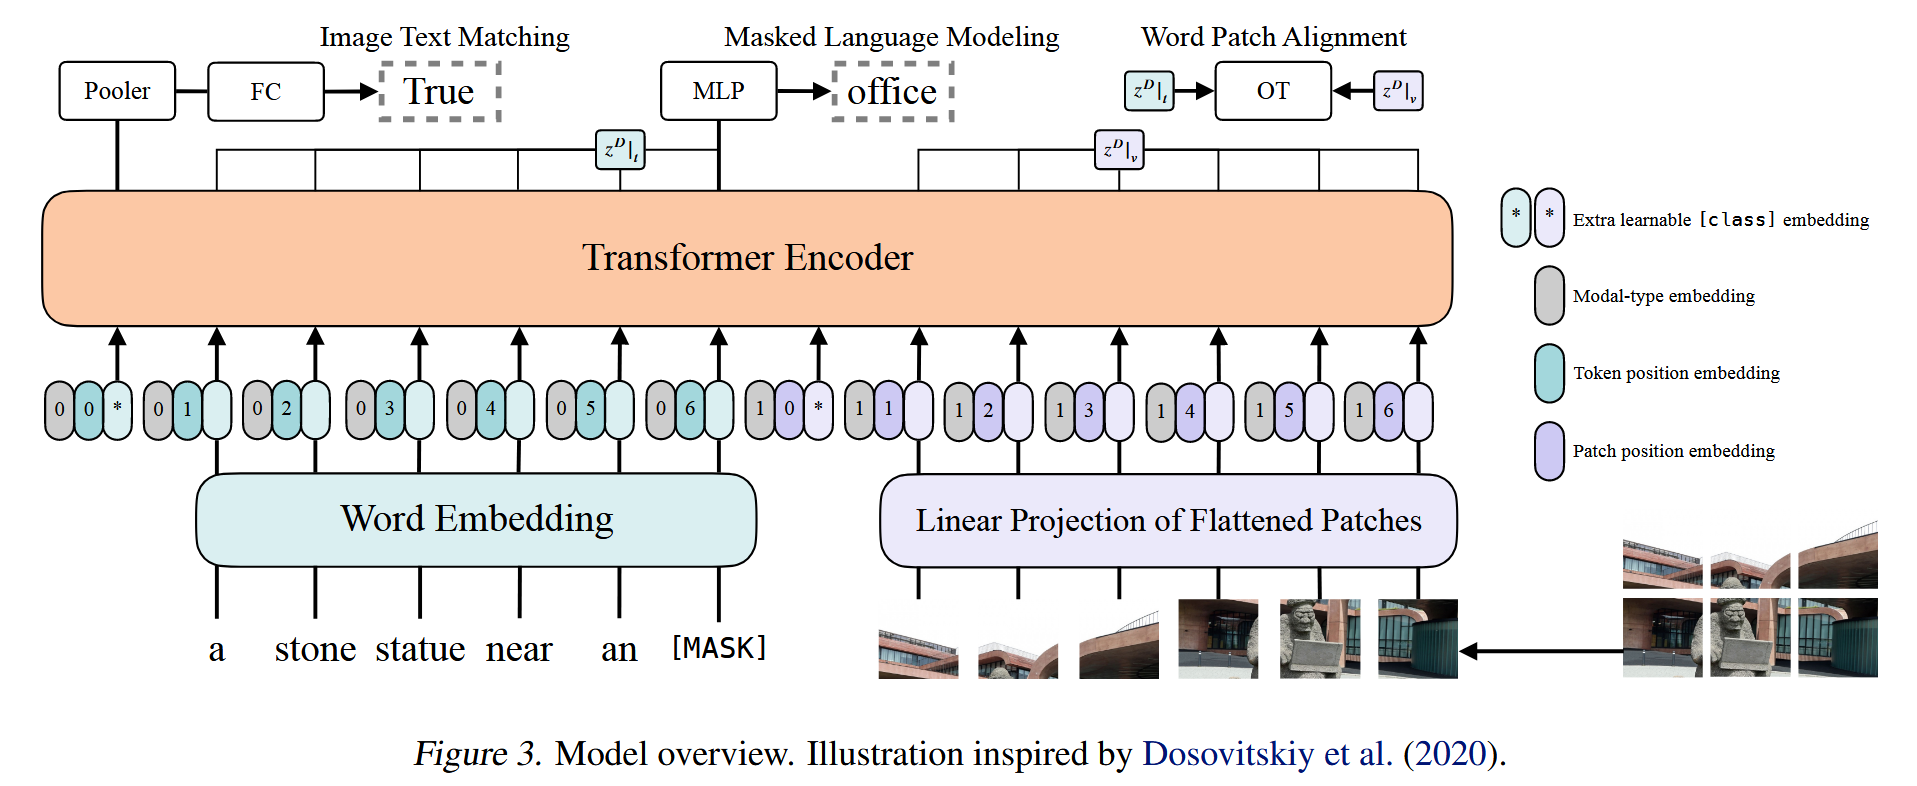 Image Text Matching
Masked Language Modeling
Word Patch Alignment
Pooler
FC
True
MLP
office
z^D|_t
OT
z^D|_v
z^D|_t
z^D|_v
Transformer Encoder
* * Extra learnable [class] embedding
Modal-type embedding
Token position embedding
Patch position embedding
0 0 * 0 1 0 2 0 3 0 4 0 5 0 6 1 0 * 1 1 1 2 1 3 1 4 1 5 1 6
Word Embedding
Linear Projection of Flattened Patches
a stone statue near an [MASK]
Figure 3. Model overview. Illustration inspired by Dosovitskiy et al. (2020).